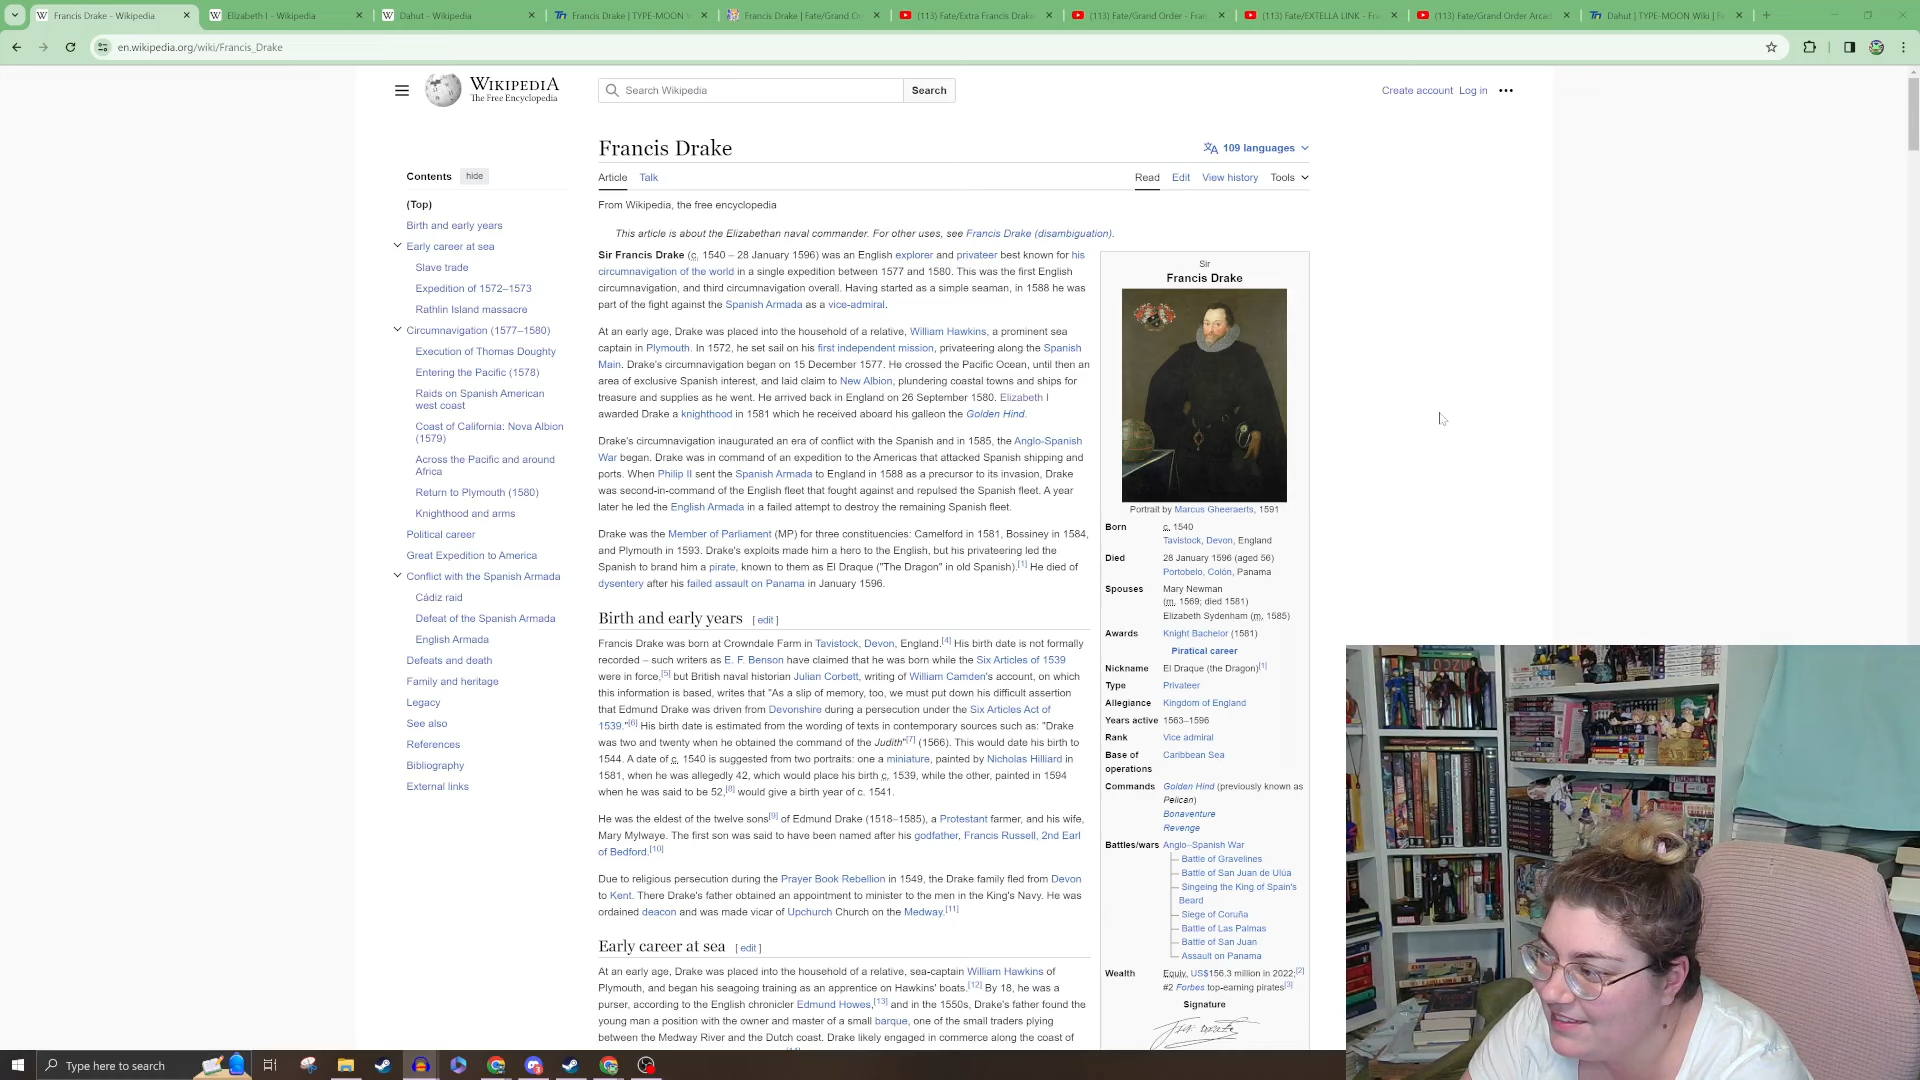 Francis Drake - Wikipedia
Elizabeth I - Wikipedia
Dahut - Wikipedia
Francis Drake | TYPE-MOON
Francis Drake | Fate/Grand Or
(113) Fate/Extra Francis Drake
(113) Fate/Grand Order - Fran
(113) Fate/EXTELLA LINK - Fr
(113) Fate/Grand Order Arcad
Dahut | TYPE-MOON Wiki | F
en.wikipedia.org/wiki/Francis_Drake
WIKIPEDIA
The Free Encyclopedia
Search Wikipedia
Search
Create account Log in
Francis Drake
109 languages
Article Talk
Read Edit View history Tools
From Wikipedia, the free encyclopedia
Contents hide
(Top)
Birth and early years
Early career at sea
Slave trade
Expedition of 1572–1573
Rathlin Island massacre
Circumnavigation (1577–1580)
Execution of Thomas Doughty
Entering the Pacific (1578)
Raids on Spanish American
west coast
Coast of California: Nova Albion
(1579)
Across the Pacific and around
Africa
Return to Plymouth (1580)
Knighthood and arms
Political career
Great Expedition to America
Conflict with the Spanish Armada
Cádiz raid
Defeat of the Spanish Armada
English Armada
Defeats and death
Family and heritage
Legacy
See also
References
Bibliography
External links
This article is about the Elizabethan naval commander. For other uses, see Francis Drake (disambiguation).
Sir Francis Drake (c. 1540 – 28 January 1596) was an English explorer and privateer best known for his
circumnavigation of the world in a single expedition between 1577 and 1580. This was the first English
circumnavigation, and third circumnavigation overall. Having started as a simple seaman, in 1588 he was
part of the fight against the Spanish Armada as a vice-admiral.
At an early age, Drake was placed into the household of a relative, William Hawkins, a prominent sea
captain in Plymouth. In 1572, he set sail on his first independent mission, privateering along the Spanish
Main. Drake's circumnavigation began on 15 December 1577. He crossed the Pacific Ocean, until then an
area of exclusive Spanish interest, and laid claim to New Albion, plundering coastal towns and ships for
treasure and supplies as he went. He arrived back in England on 26 September 1580. Elizabeth I
awarded Drake a knighthood in 1581 which he received aboard his galleon the Golden Hind.
Drake's circumnavigation inaugurated an era of conflict with the Spanish and in 1585, the Anglo-Spanish
War began. Drake was in command of an expedition to the Americas that attacked Spanish shipping and
ports. When Philip II sent the Spanish Armada to England in 1588 as a precursor to its invasion, Drake
was second-in-command of the English fleet that fought against and repulsed the Spanish fleet. A year
later he led the English Armada in a failed attempt to destroy the remaining Spanish fleet.
Drake was the Member of Parliament (MP) for three constituencies: Camelford in 1581, Bossiney in 1584,
and Plymouth in 1593. Drake's exploits made him a hero to the English, but his privateering led the
Spanish to brand him a pirate, known to them as El Draque ("The Dragon" in old Spanish).[1] He died of
dysentery after his failed assault on Panama in January 1596.
Birth and early years [ edit ]
Francis Drake was born at Crowndale Farm in Tavistock, Devon, England.[4] His birth date is not formally
recorded – such writers as E. F. Benson have claimed that he was born while the Six Articles of 1539
were in force,[5] but British naval historian Julian Corbett, writing of William Camden's account, on which
this information is based, writes that "As a slip of memory, too, we must put down his difficult assertion
that Edmund Drake was driven from Devonshire during a persecution under the Six Articles Act of
1539."[6] His birth date is estimated from the wording of texts in contemporary sources such as: "Drake
was two and twenty when he obtained the command of the Judith"[7] (1566). This would date his birth to
1544. A date of c. 1540 is suggested from two portraits: one a miniature, painted by Nicholas Hilliard in
1581, when he was allegedly 42, which would place his birth c. 1539, while the other, painted in 1594
when he was said to be 52,[8] would give a birth year of c. 1541.
He was the eldest of the twelve sons[9] of Edmund Drake (1518–1585), a Protestant farmer, and his wife,
Mary Mylwaye. The first son was said to have been named after his godfather, Francis Russell, 2nd Earl
of Bedford.[10]
Due to religious persecution during the Prayer Book Rebellion in 1549, the Drake family fled from Devon
to Kent. There Drake's father obtained an appointment to minister to the men in the King's Navy. He was
ordained deacon and was made vicar of Upchurch Church on the Medway.[11]
Early career at sea [ edit ]
At an early age, Drake was placed into the household of a relative, sea-captain William Hawkins of
Plymouth, and began his seagoing training as an apprentice on Hawkins' boats.[12] By 18, he was a
purser, according to the English chronicler Edmund Howes,[13] and in the 1550s, Drake's father found the
young man a position with the owner and master of a small barque, one of the small traders plying
between the Medway River and the Dutch coast. Drake likely engaged in commerce along the coast of
Sir
Francis Drake
Portrait by Marcus Gheeraerts, 1591
Born c. 1540
Tavistock, Devon, England
Died 28 January 1596 (aged 56)
Portobelo, Colón, Panama
Spouses Mary Newman
(m. 1569; died 1581)
Elizabeth Sydenham (m. 1585)
Awards Knight Bachelor (1581)
Piratical career
Nickname El Draque (the Dragon)[1]
Type Privateer
Allegiance Kingdom of England
Years active 1563–1596
Rank Vice admiral
Base of Caribbean Sea
operations
Commands Golden Hind (previously known as
Pelican)
Bonaventure
Revenge
Battles/wars Anglo–Spanish War
Battle of Gravelines
Battle of San Juan de Ulúa
Singeing the King of Spain's
Beard
Siege of Coruña
Battle of Las Palmas
Battle of San Juan
Assault on Panama
Wealth Equiv. US$156.3 million in 2022;[2]
#2 Forbes top-earning pirates[3]
Signature
Type here to search